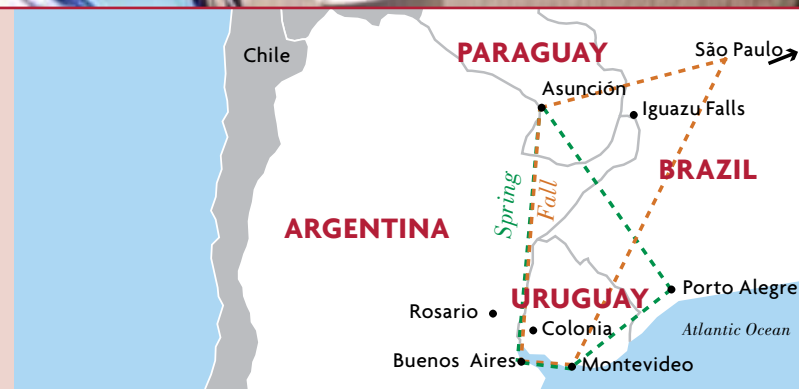 PARAGUAY
São Paulo
Chile
Asunción
Iguazu Falls
BRAZIL
Spring
Fall
ARGENTINA
Porto Alegre
URUGUAY
Rosario
Colonia
Atlantic Ocean
Buenos Aires
Montevideo